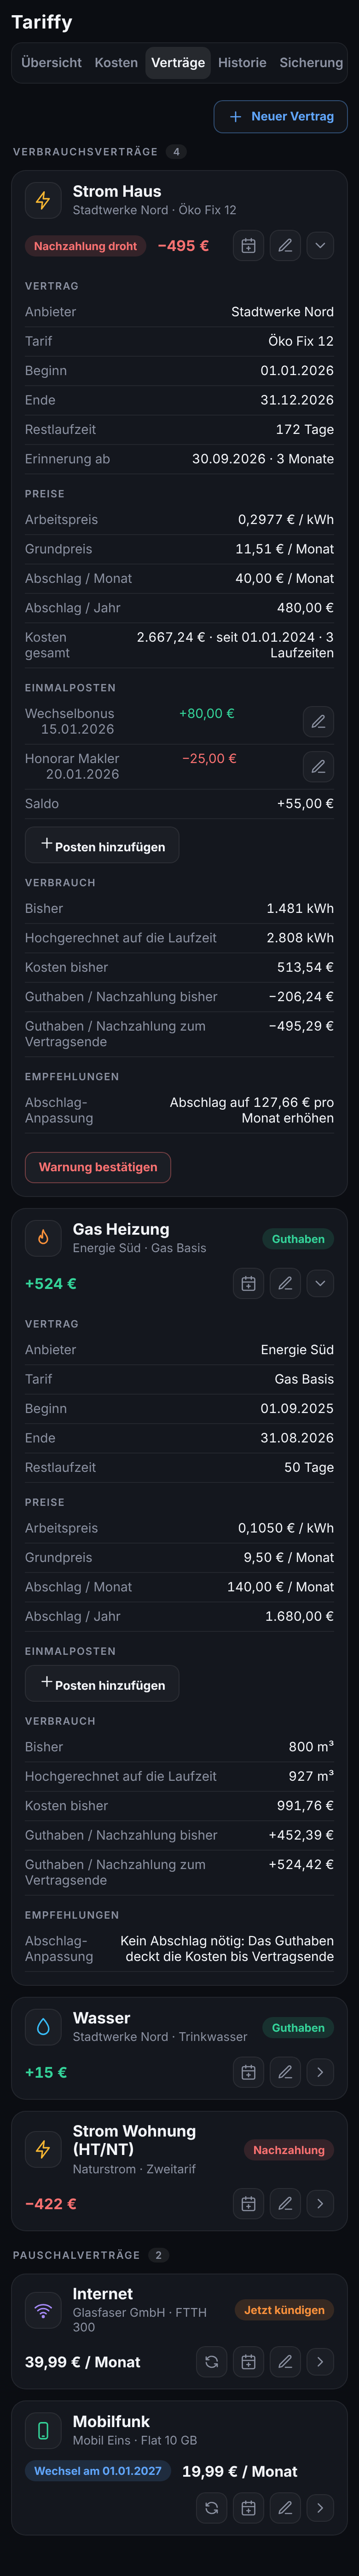 Tariffy
Übersicht Kosten Verträge Historie Sicherung
+ Neuer Vertrag
VERBRAUCHSVERTRÄGE 4
Strom Haus
Stadtwerke Nord · Öko Fix 12
Nachzahlung droht −495 €
VERTRAG
Anbieter Stadtwerke Nord
Tarif Öko Fix 12
Beginn 01.01.2026
Ende 31.12.2026
Restlaufzeit 172 Tage
Erinnerung ab 30.09.2026 · 3 Monate
PREISE
Arbeitspreis 0,2977 € / kWh
Grundpreis 11,51 € / Monat
Abschlag / Monat 40,00 € / Monat
Abschlag / Jahr 480,00 €
Kosten gesamt 2.667,24 € · seit 01.01.2024 · 3
Laufzeiten
EINMALPOSTEN
Wechselbonus +80,00 €
15.01.2026
Honorar Makler −25,00 €
20.01.2026
Saldo +55,00 €
+ Posten hinzufügen
VERBRAUCH
Bisher 1.481 kWh
Hochgerechnet auf die Laufzeit 2.808 kWh
Kosten bisher 513,54 €
Guthaben / Nachzahlung bisher −206,24 €
Guthaben / Nachzahlung zum −495,29 €
Vertragsende
EMPFEHLUNGEN
Abschlag- Abschlag auf 127,66 € pro
Anpassung Monat erhöhen
Warnung bestätigen
Gas Heizung
Energie Süd · Gas Basis
Guthaben
+524 €
VERTRAG
Anbieter Energie Süd
Tarif Gas Basis
Beginn 01.09.2025
Ende 31.08.2026
Restlaufzeit 50 Tage
PREISE
Arbeitspreis 0,1050 € / kWh
Grundpreis 9,50 € / Monat
Abschlag / Monat 140,00 € / Monat
Abschlag / Jahr 1.680,00 €
EINMALPOSTEN
+ Posten hinzufügen
VERBRAUCH
Bisher 800 m³
Hochgerechnet auf die Laufzeit 927 m³
Kosten bisher 991,76 €
Guthaben / Nachzahlung bisher +452,39 €
Guthaben / Nachzahlung zum +524,42 €
Vertragsende
EMPFEHLUNGEN
Abschlag- Kein Abschlag nötig: Das Guthaben
Anpassung deckt die Kosten bis Vertragsende
Wasser
Stadtwerke Nord · Trinkwasser
Guthaben
+15 €
Strom Wohnung
(HT/NT)
Naturstrom · Zweitarif
Nachzahlung
−422 €
PAUSCHALVERTRÄGE 2
Internet
Glasfaser GmbH · FTTH
300
Jetzt kündigen
39,99 € / Monat
Mobilfunk
Mobil Eins · Flat 10 GB
Wechsel am 01.01.2027 19,99 € / Monat